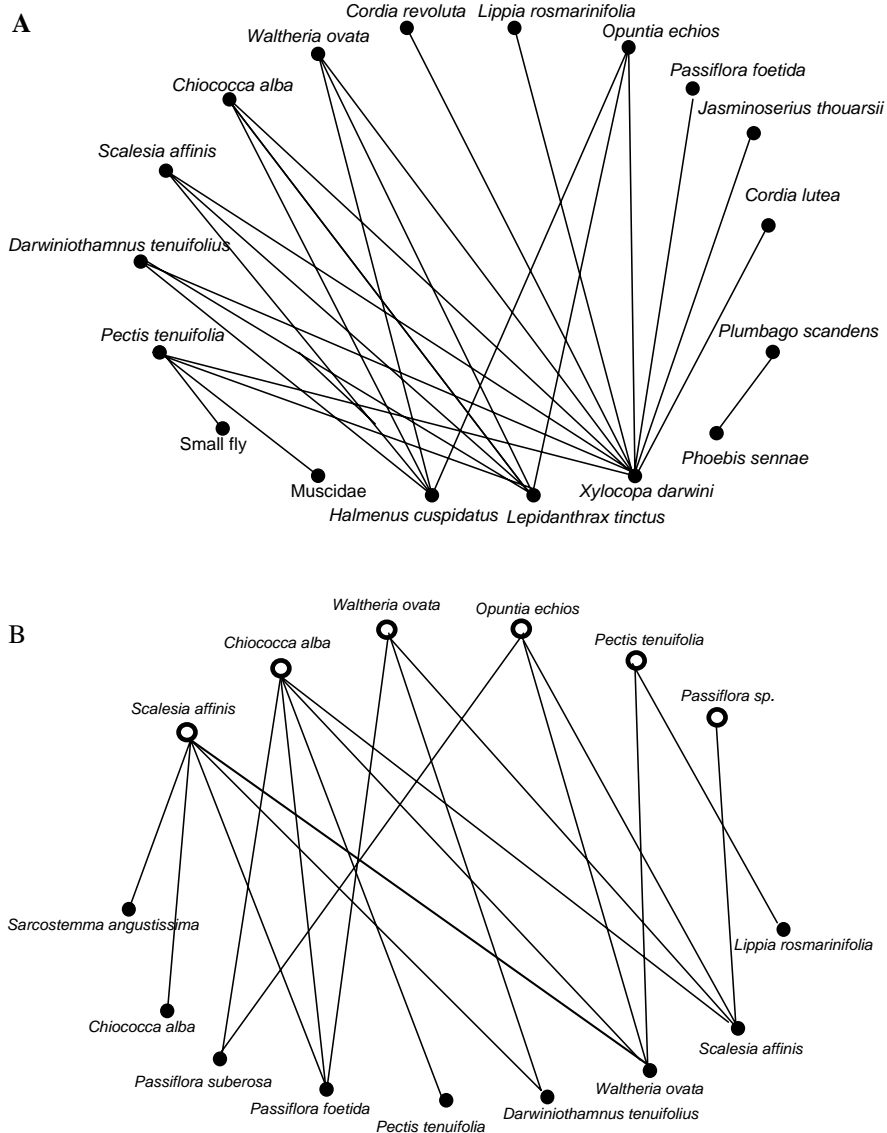 A
Cordia revoluta
Lippia rosmarinifolia
Waltheria ovata
Opuntia echios
Chiococca alba
Passiflora foetida
Jasminoserius thouarsii
Scalesia affinis
Cordia lutea
Darwiniothamnus tenuifolius
Pectis tenuifolia
Plumbago scandens
Small fly
Phoebis sennae
Muscidae
Xylocopa darwini
Halmenus cuspidatus
Lepidanthrax tinctus
B
Waltheria ovata
Opuntia echios
Chiococca alba
Pectis tenuifolia
Scalesia affinis
Passiflora sp.
Sarcostemma angustissima
Lippia rosmarinifolia
Chiococca alba
Scalesia affinis
Passiflora suberosa
Waltheria ovata
Passiflora foetida
Pectis tenuifolia
Darwiniothamnus tenuifolius